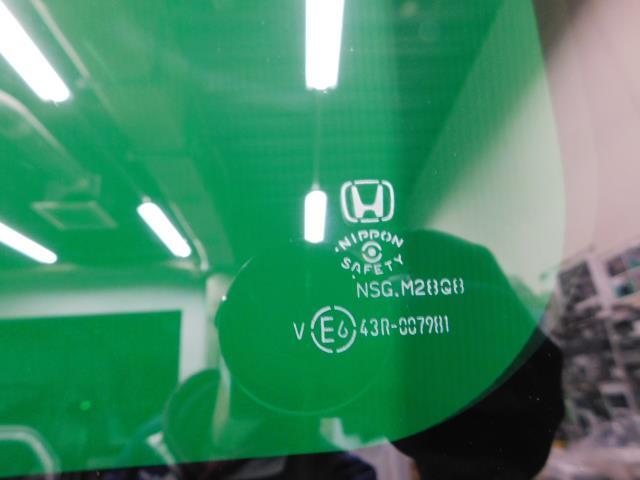 NIPPON
SAFETY
NSG.M28Q8
V E6 43R-007981